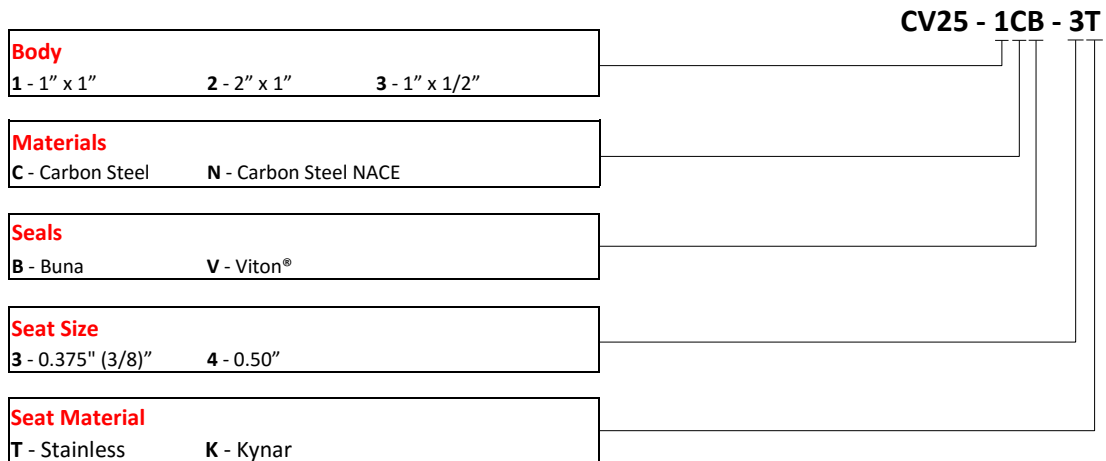 CV25 - 1CB - 3T
Body
1 - 1” x 1” 2 - 2” x 1” 3 - 1” x 1/2”
Materials
C - Carbon Steel N - Carbon Steel NACE
Seals
B - Buna V - Viton®
Seat Size
3 - 0.375" (3/8)” 4 - 0.50”
Seat Material
T - Stainless K - Kynar